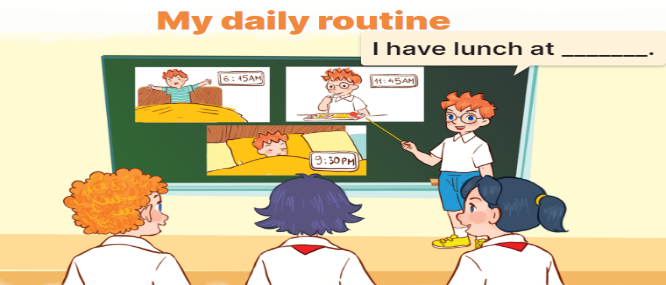 My daily routine
I have lunch at _______.
6:15AM
11:45AM
9:30PM